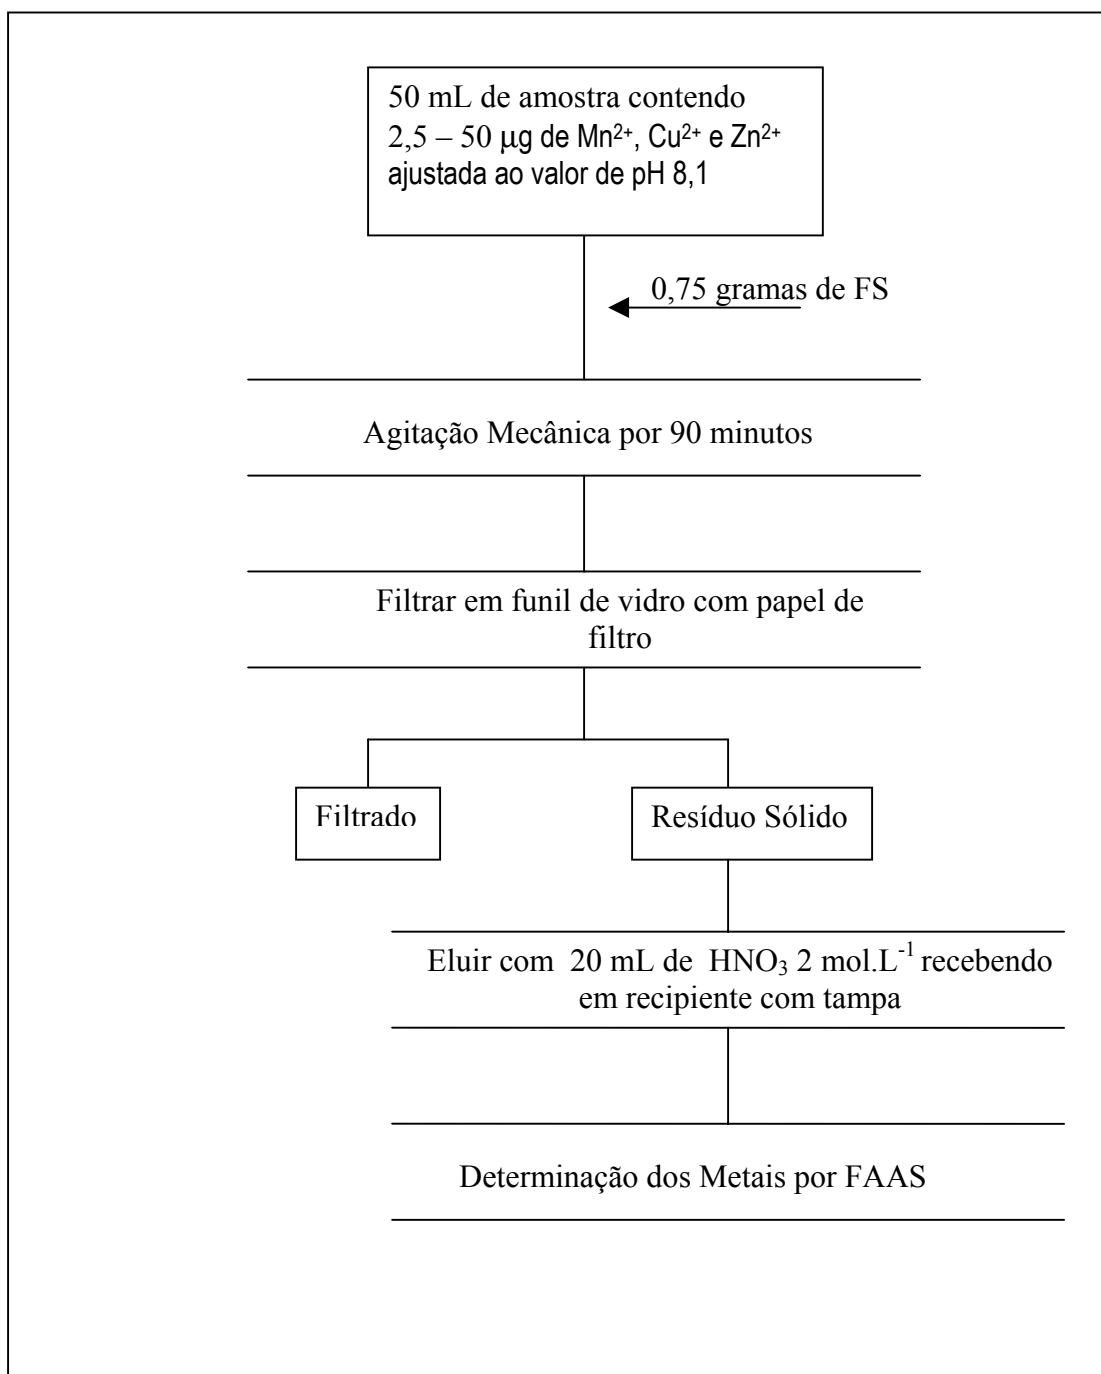 50 mL de amostra contendo
2,5 – 50 µg de Mn²⁺, Cu²⁺ e Zn²⁺
ajustada ao valor de pH 8,1
0,75 gramas de FS
Agitação Mecânica por 90 minutos
Filtrar em funil de vidro com papel de
filtro
Filtrado
Resíduo Sólido
Eluir com 20 mL de HNO₃ 2 mol.L⁻¹ recebendo
em recipiente com tampa
Determinação dos Metais por FAAS